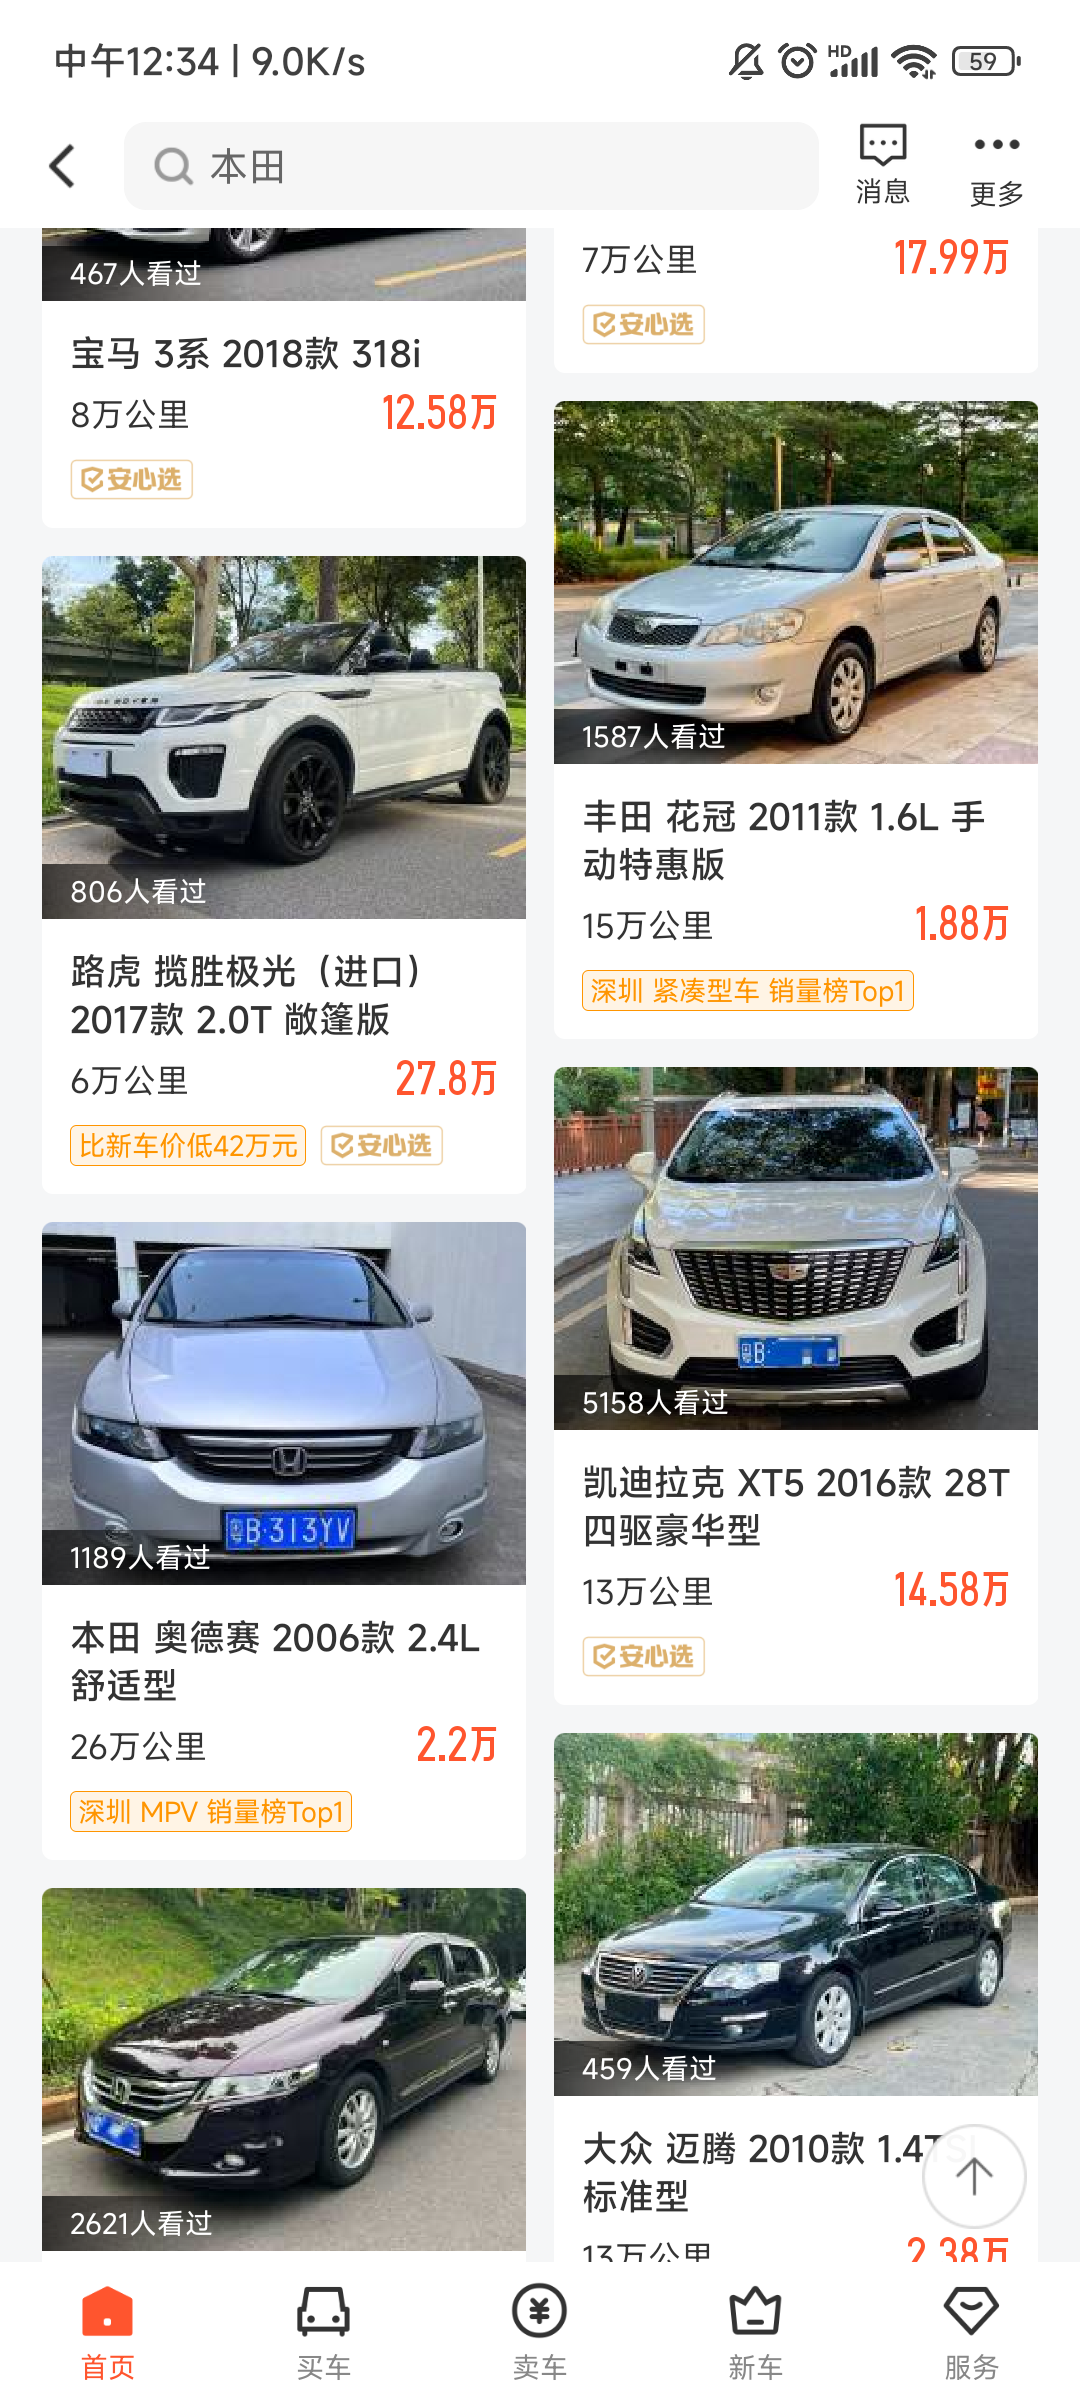 中午12:34 | 9.0K/s
HD
59
本田
消息
更多
467人看过
宝马 3系 2018款 318i
8万公里
12.58万
安心选
7万公里
17.99万
安心选
806人看过
路虎 揽胜极光（进口）
2017款 2.0T 敞篷版
6万公里
27.8万
比新车价低42万元
安心选
1587人看过
丰田 花冠 2011款 1.6L 手
动特惠版
15万公里
1.88万
深圳 紧凑型车 销量榜Top1
粤B·313YV
1189人看过
本田 奥德赛 2006款 2.4L
舒适型
26万公里
2.2万
深圳 MPV 销量榜Top1
粤B
5158人看过
凯迪拉克 XT5 2016款 28T
四驱豪华型
13万公里
14.58万
安心选
2621人看过
459人看过
大众 迈腾 2010款 1.4TSI
标准型
13万公里
2.38万
首页
买车
卖车
新车
服务